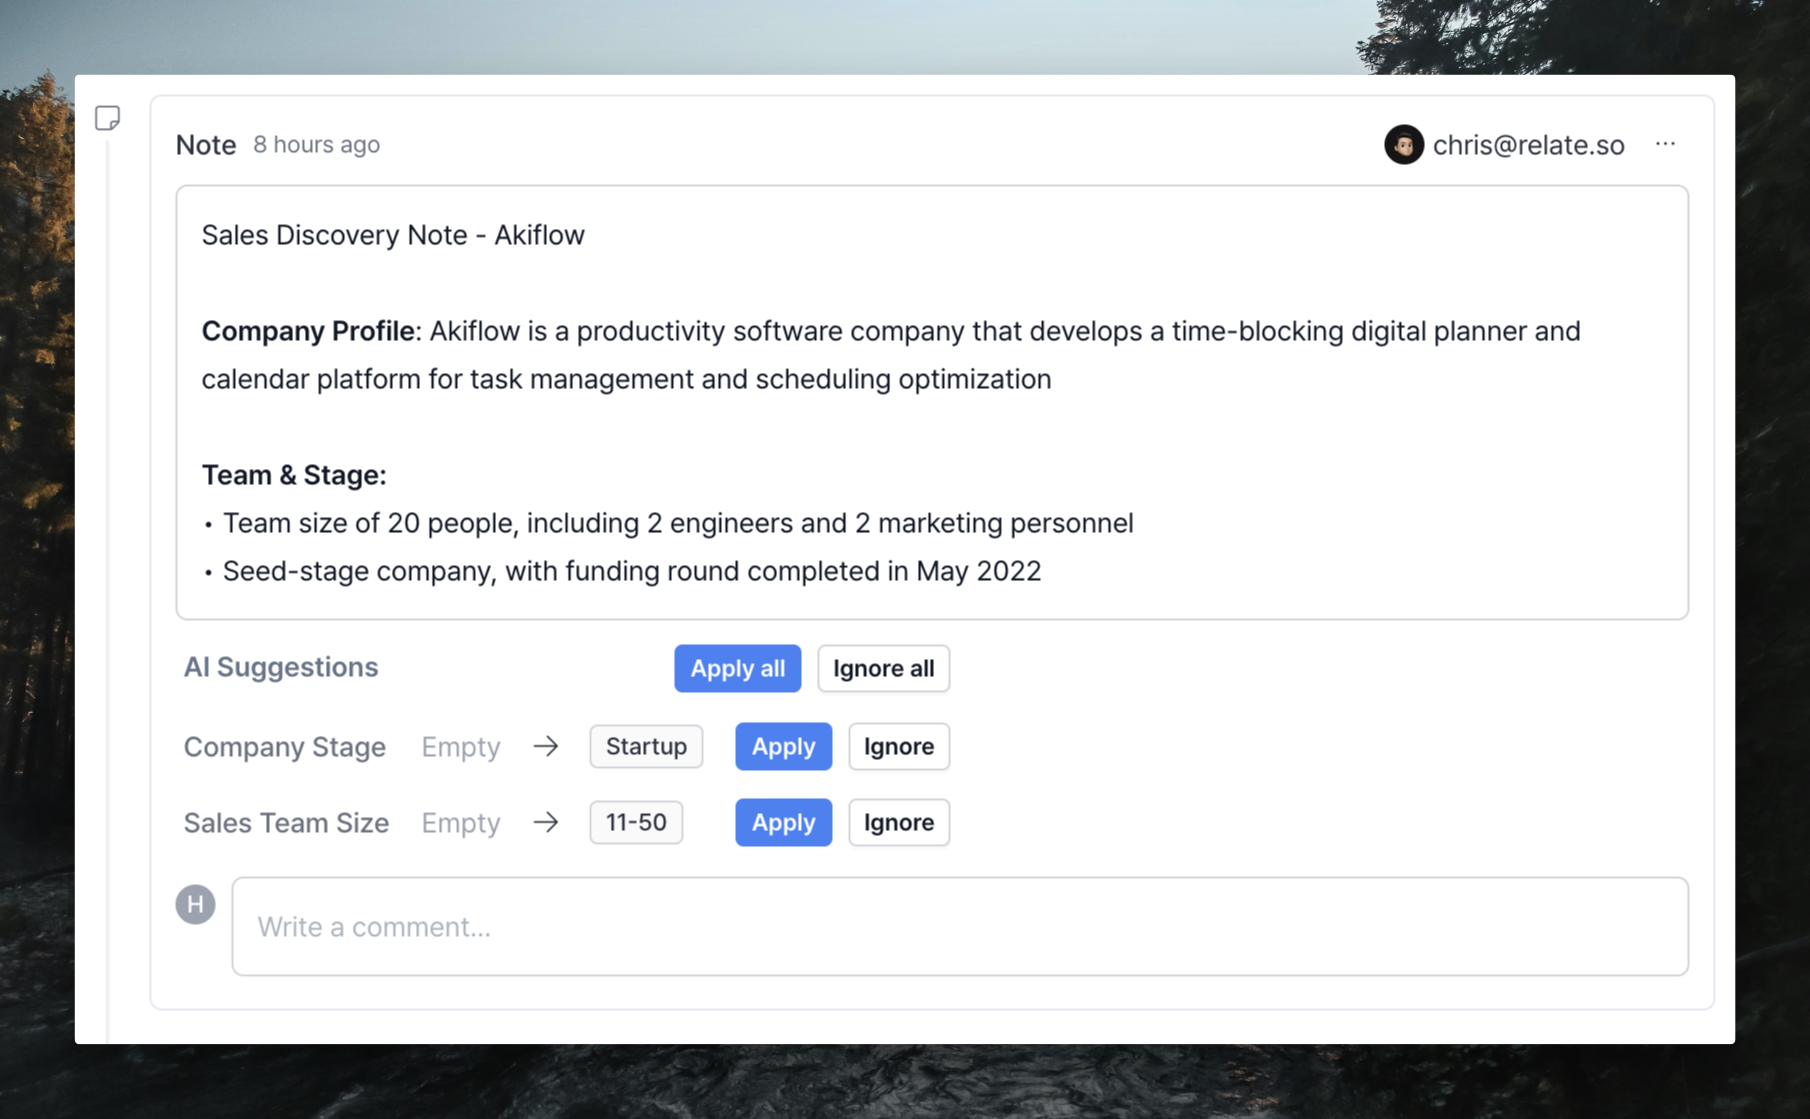 Note 8 hours ago
chris@relate.so ...
Sales Discovery Note - Akiflow
Company Profile: Akiflow is a productivity software company that develops a time-blocking digital planner and
calendar platform for task management and scheduling optimization
Team & Stage:
• Team size of 20 people, including 2 engineers and 2 marketing personnel
• Seed-stage company, with funding round completed in May 2022
AI Suggestions Apply all Ignore all
Company Stage Empty → Startup Apply Ignore
Sales Team Size Empty → 11-50 Apply Ignore
H
Write a comment...